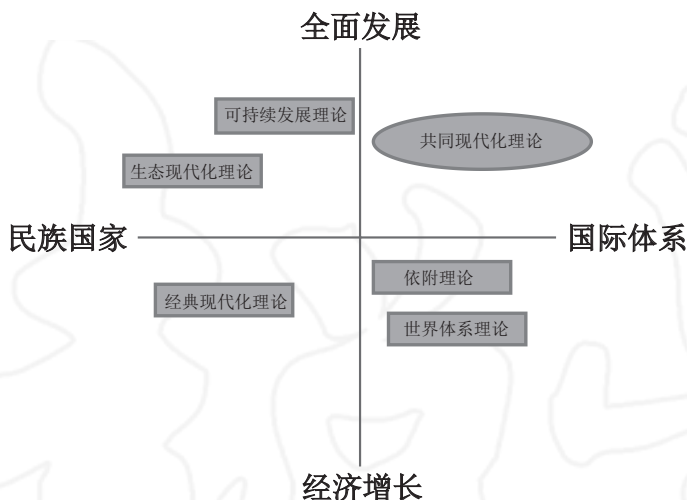 全面发展
可持续发展理论
共同现代化理论
生态现代化理论
民族国家
国际体系
依附理论
经典现代化理论
世界体系理论
经济增长